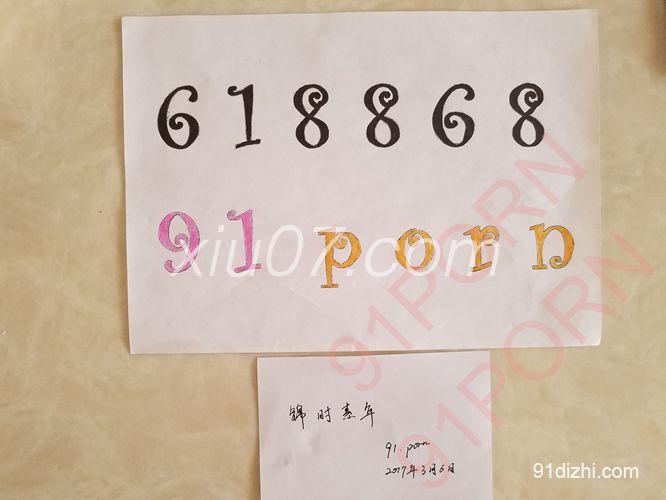 618868
91 porn
xiu07.com
91PORN
91PORN
锦时素年
91.porn
2017年3月6日
91dizhi.com